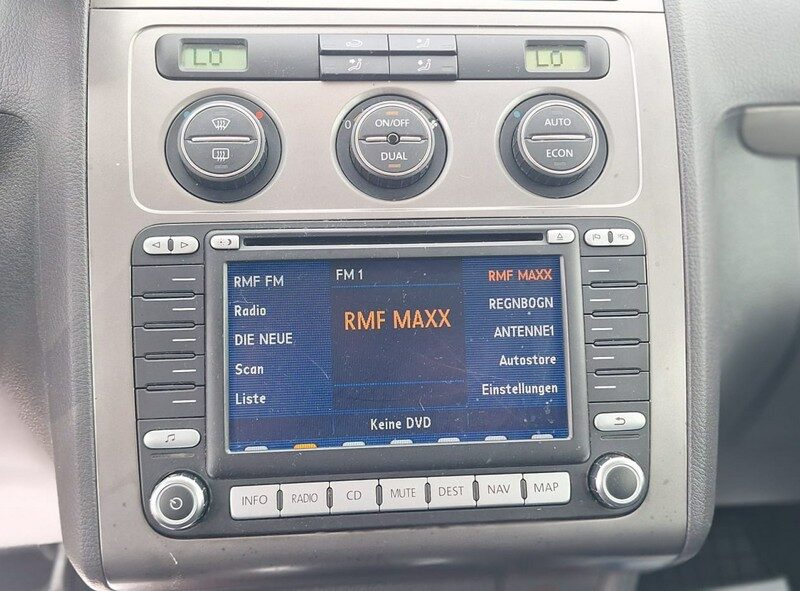 LO
LO
ON/OFF
AUTO
0
DUAL
ECON
FM 1
RMF FM
RMF MAXX
Radio
REGNBOGN
RMF MAXX
DIE NEUE
ANTENNE1
Scan
Autostore
Liste
Einstellungen
Keine DVD
INFO
RADIO
CD
MUTE
DEST
NAV
MAP